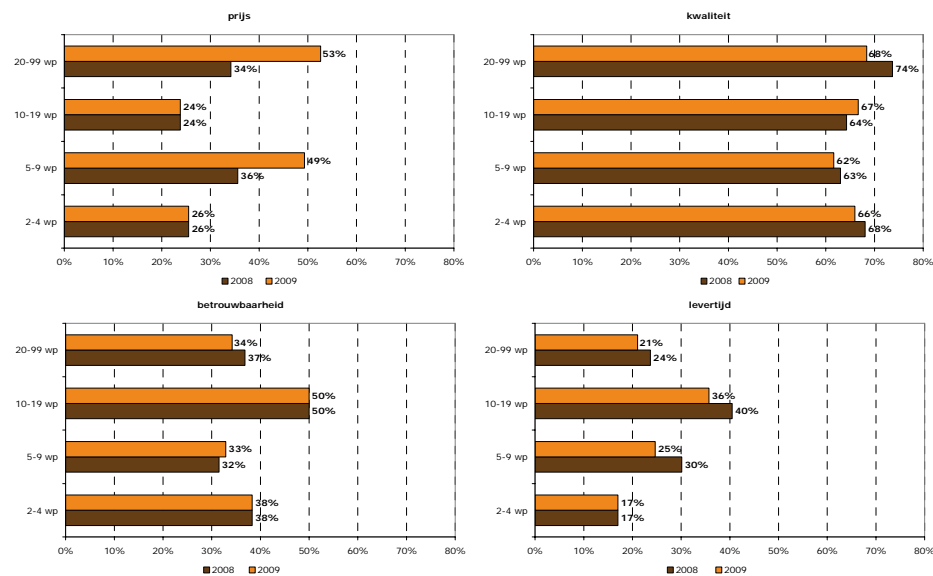 prijs
20-99 wp 53%
34%
10-19 wp 24%
24%
5-9 wp 49%
36%
2-4 wp 26%
26%
0% 10% 20% 30% 40% 50% 60% 70% 80%
2008 2009
kwaliteit
20-99 wp 68%
74%
10-19 wp 67%
64%
5-9 wp 62%
63%
2-4 wp 66%
68%
0% 10% 20% 30% 40% 50% 60% 70% 80%
2008 2009
betrouwbaarheid
20-99 wp 34%
37%
10-19 wp 50%
50%
5-9 wp 33%
32%
2-4 wp 38%
38%
0% 10% 20% 30% 40% 50% 60% 70% 80%
2008 2009
levertijd
20-99 wp 21%
24%
10-19 wp 36%
40%
5-9 wp 25%
30%
2-4 wp 17%
17%
0% 10% 20% 30% 40% 50% 60% 70% 80%
2008 2009